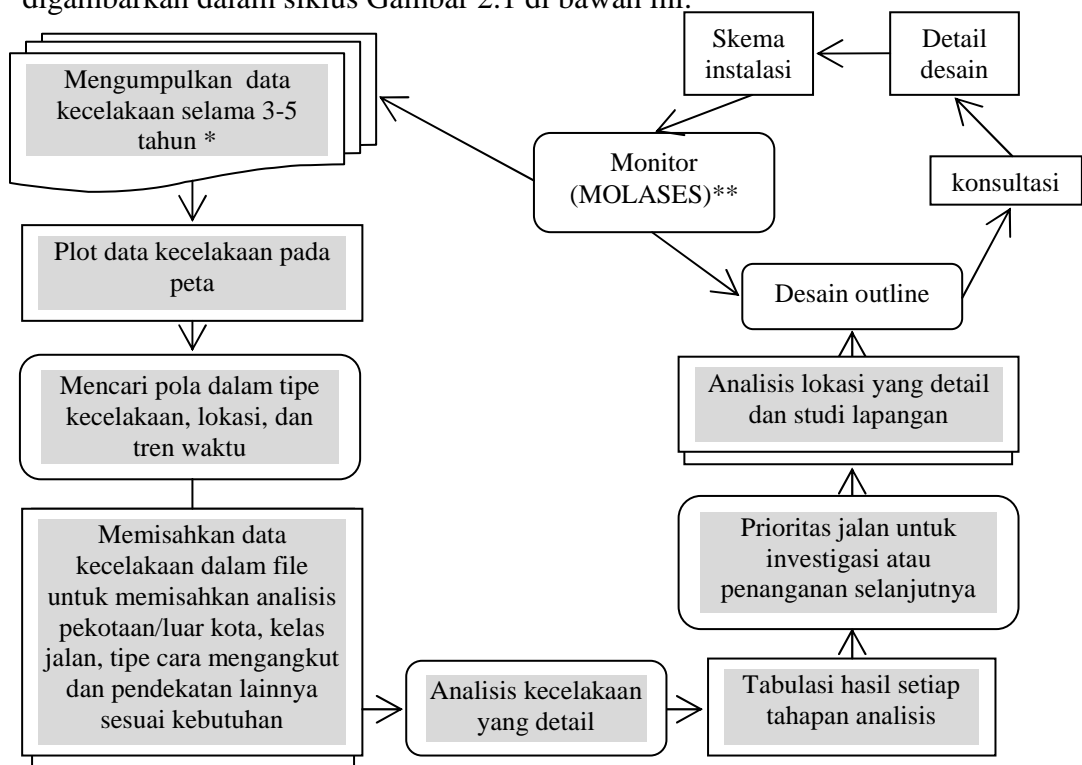 digambarkan dalam siklus Gambar 2.1 di bawah ini.
Mengumpulkan data
kecelakaan selama 3-5
tahun *
Plot data kecelakaan pada
peta
Mencari pola dalam tipe
kecelakaan, lokasi, dan
tren waktu
Memisahkan data
kecelakaan dalam file
untuk memisahkan analisis
pekotaan/luar kota, kelas
jalan, tipe cara mengangkut
dan pendekatan lainnya
sesuai kebutuhan
Analisis kecelakaan
yang detail
Tabulasi hasil setiap
tahapan analisis
Prioritas jalan untuk
investigasi atau
penanganan selanjutnya
Analisis lokasi yang detail
dan studi lapangan
Desain outline
konsultasi
Detail
desain
Skema
instalasi
Monitor
(MOLASES)**